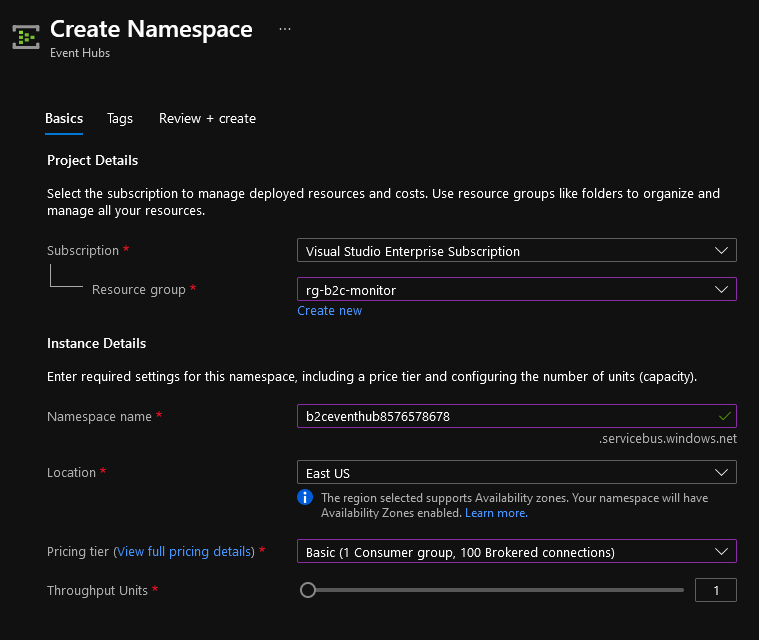 Create Namespace ...
Event Hubs
Basics Tags Review + create
Project Details
Select the subscription to manage deployed resources and costs. Use resource groups like folders to organize and
manage all your resources.
Subscription * Visual Studio Enterprise Subscription
Resource group * rg-b2c-monitor
Create new
Instance Details
Enter required settings for this namespace, including a price tier and configuring the number of units (capacity).
Namespace name * b2ceventhub8576578678
.servicebus.windows.net
Location * East US
The region selected supports Availability zones. Your namespace will have
Availability Zones enabled. Learn more.
Pricing tier (View full pricing details) * Basic (1 Consumer group, 100 Brokered connections)
Throughput Units * 1